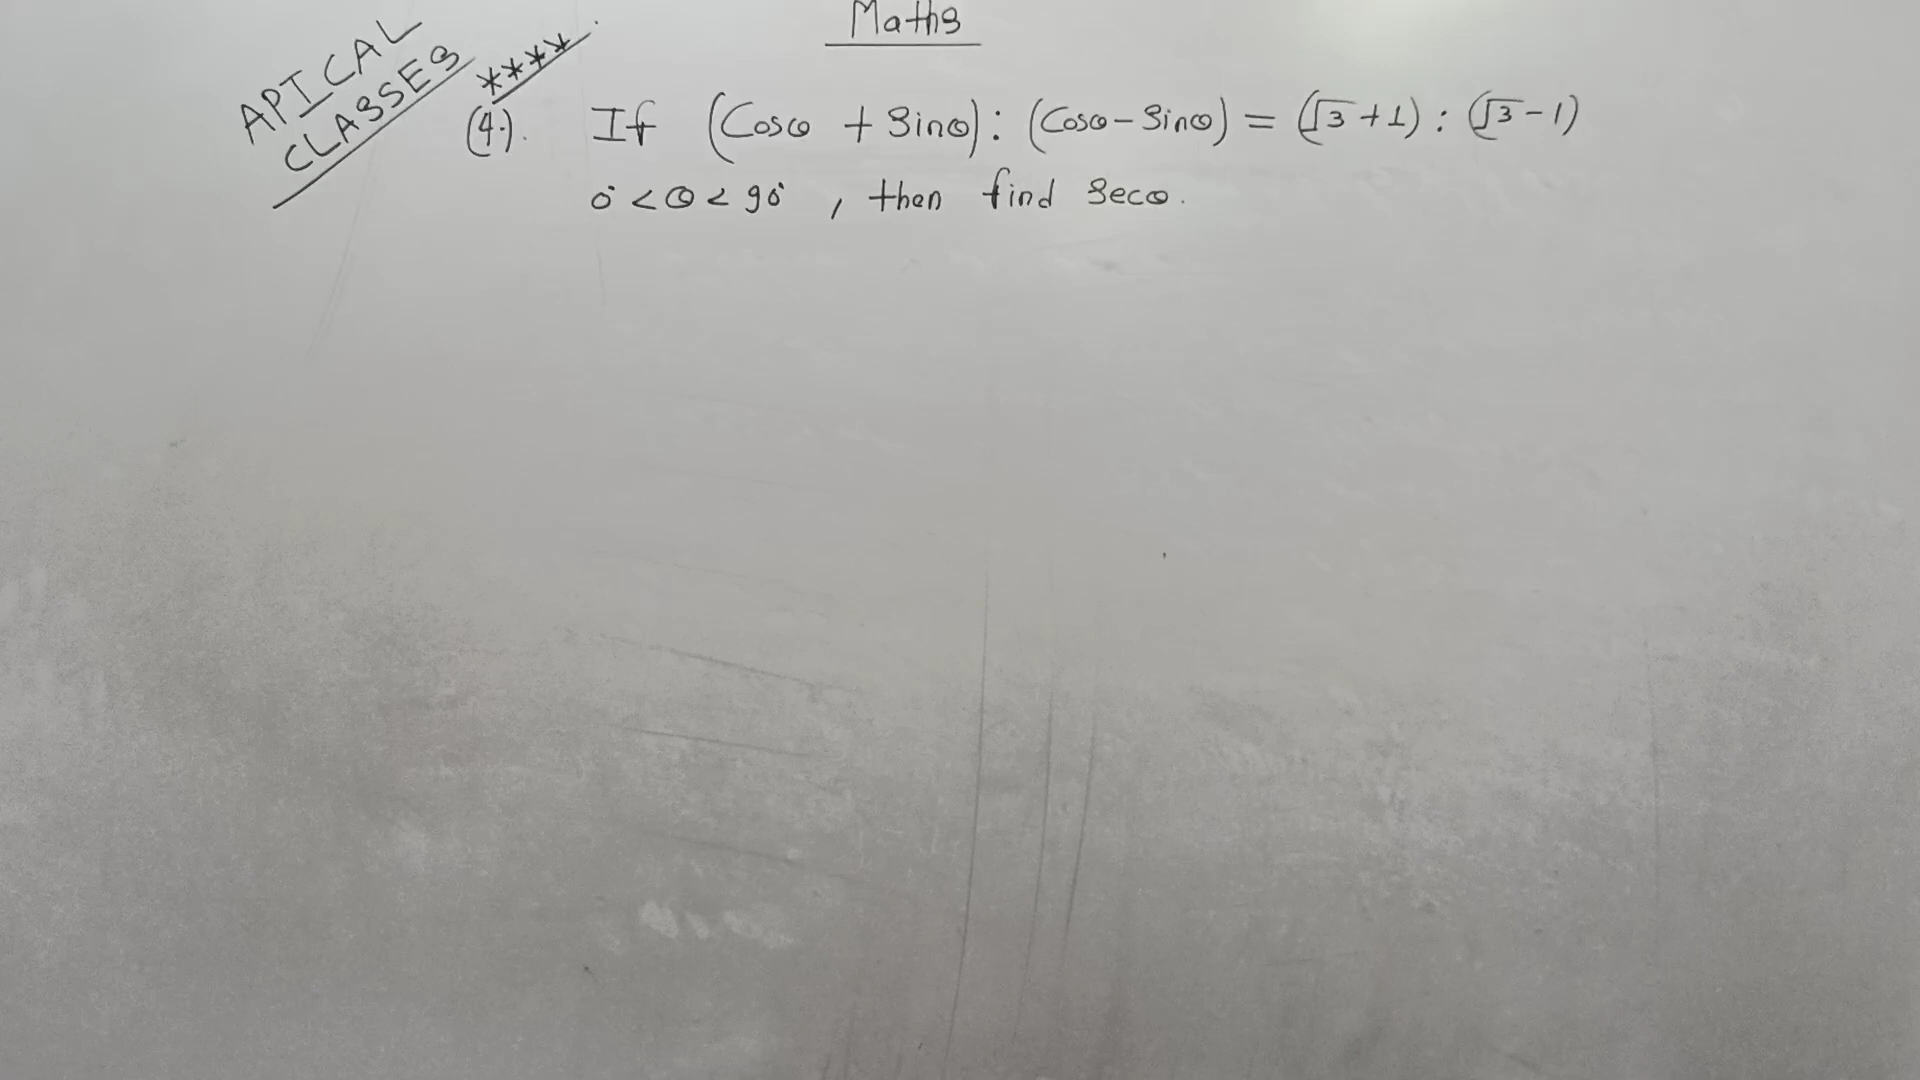 Maths
APICAL
CLASSES
****
(4.). If (Cosθ + Sinθ) : (Cosθ - Sinθ) = (√3 + 1) : (√3 - 1)
0° < θ < 90° , then find Secθ.